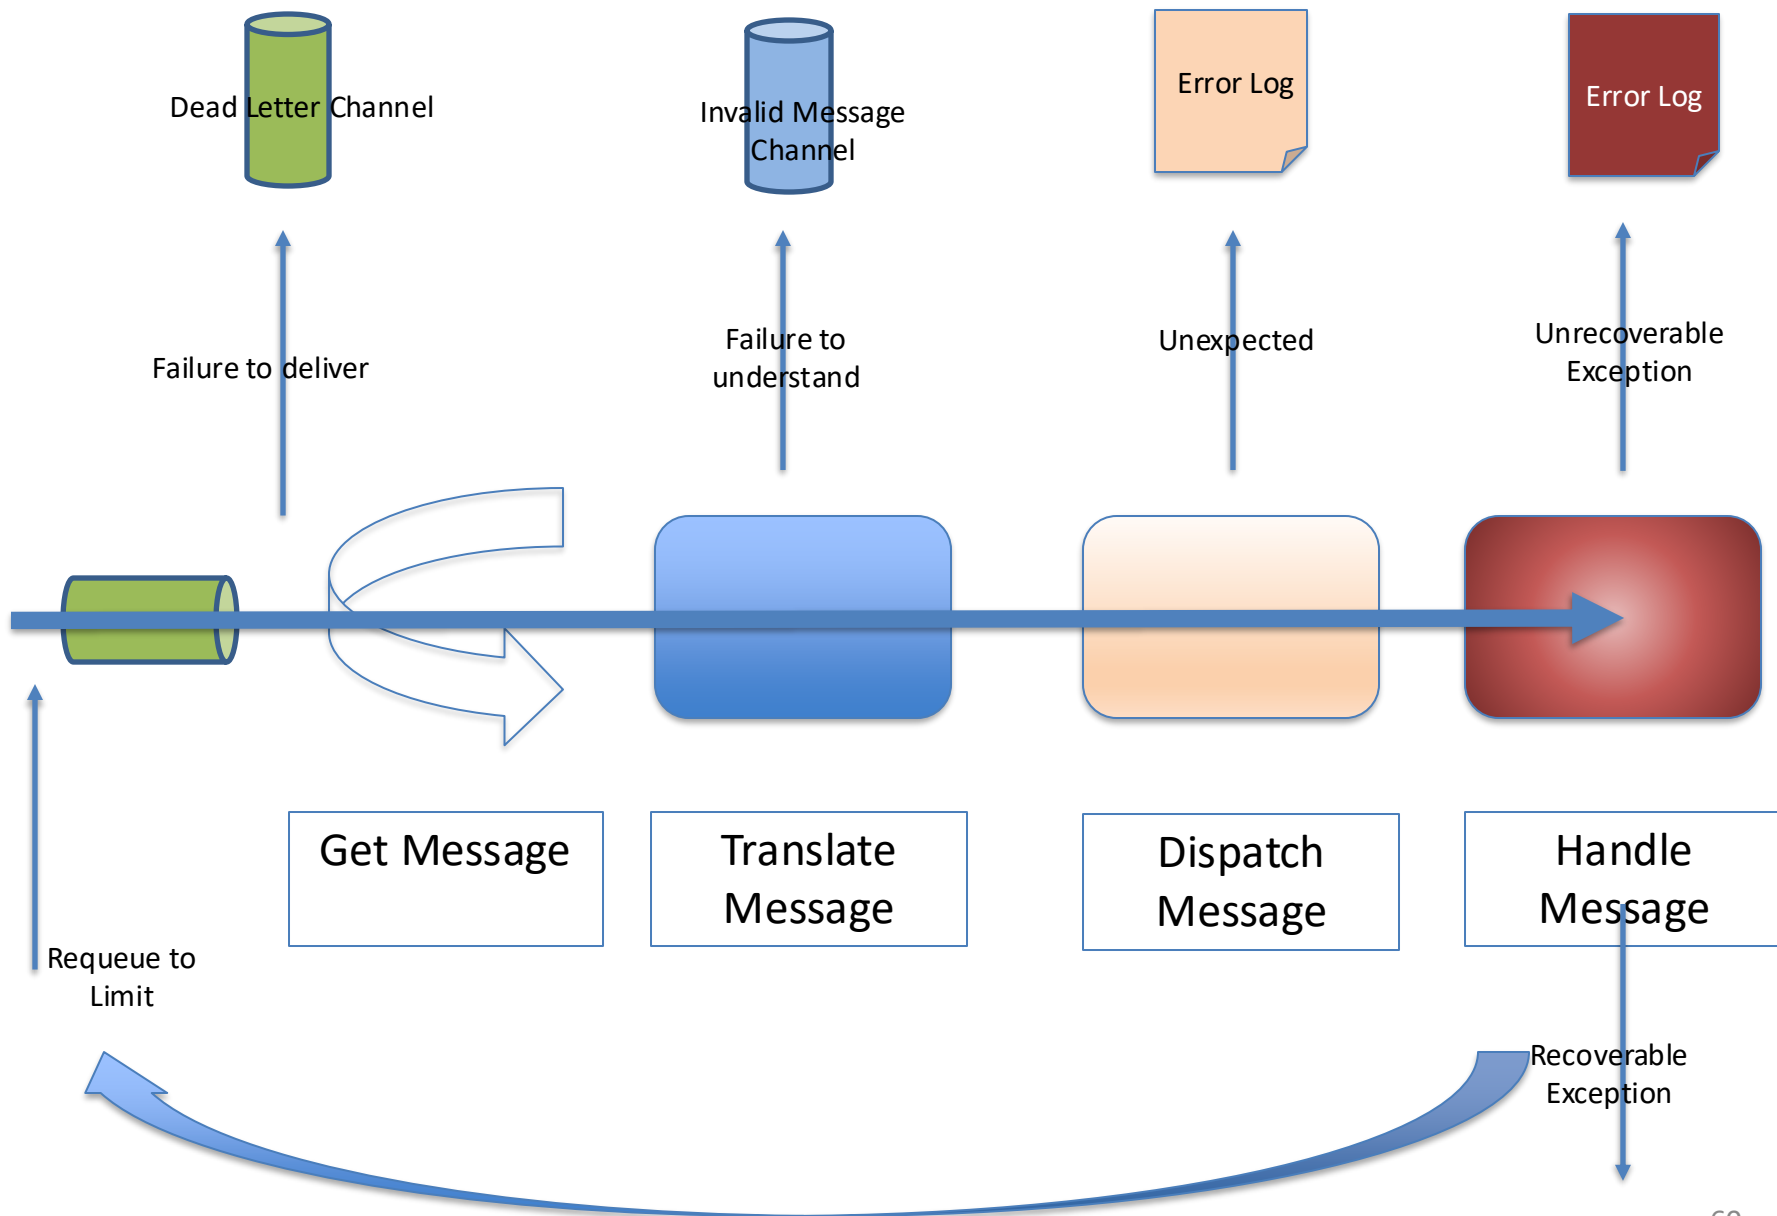 Dead Letter Channel
Invalid Message
Channel
Error Log
Error Log
Failure to deliver
Failure to
understand
Unexpected
Unrecoverable
Exception
Get Message
Translate
Message
Dispatch
Message
Handle
Message
Requeue to
Limit
Recoverable
Exception